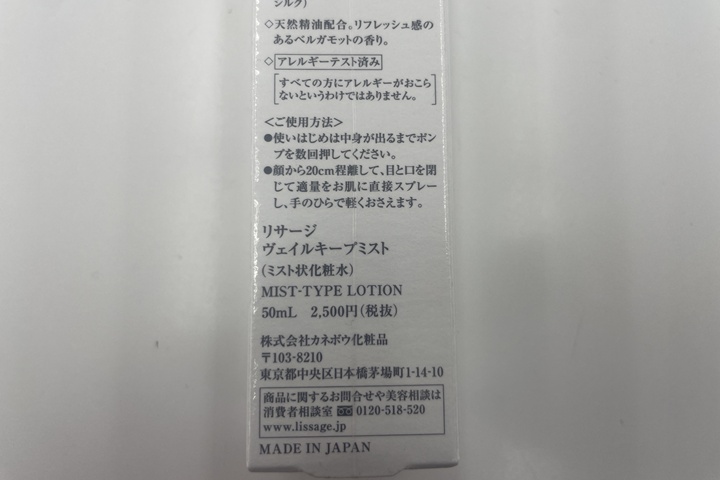 シルク)
◇天然精油配合。リフレッシュ感の
あるベルガモットの香り。
◇アレルギーテスト済み
[すべての方にアレルギーがおこら
ないというわけではありません。]
<ご使用方法>
●使いはじめは中身が出るまでポン
プを数回押してください。
●顔から20cm程離して、目と口を閉
じて適量をお肌に直接スプレー
し、手のひらで軽くおさえます。
リサージ
ヴェイルキープミスト
(ミスト状化粧水)
MIST-TYPE LOTION
50mL 2,500円(税抜)
株式会社カネボウ化粧品
〒103-8210
東京都中央区日本橋茅場町1-14-10
商品に関するお問合せや美容相談は
消費者相談室 0120-518-520
www.lissage.jp
MADE IN JAPAN